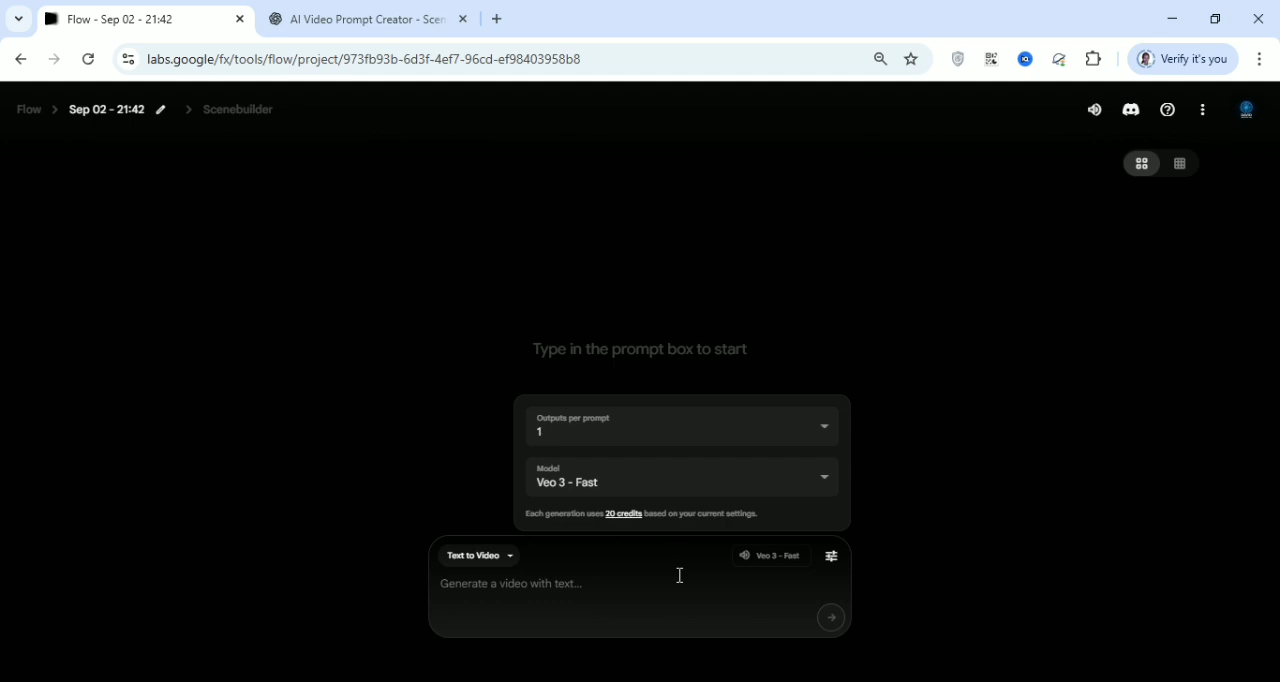 Flow - Sep 02 - 21:42
AI Video Prompt Creator - Scen
labs.google/fx/tools/flow/project/973fb93b-6d3f-4ef7-96cd-ef98403958b8
Verify it's you
Flow > Sep 02 - 21:42 > Scenebuilder
Type in the prompt box to start
Outputs per prompt
1
Model
Veo 3 - Fast
Each generation uses 20 credits based on your current settings.
Text to Video
Veo 3 - Fast
Generate a video with text...